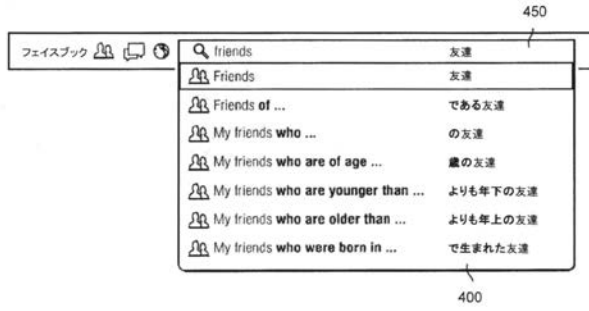 450
フェイスブック friends 友達
Friends 友達
Friends of ... である友達
My friends who ... の友達
My friends who are of age ... 歳の友達
My friends who are younger than ... よりも年下の友達
My friends who are older than ... よりも年上の友達
My friends who were born in ... で生まれた友達
400